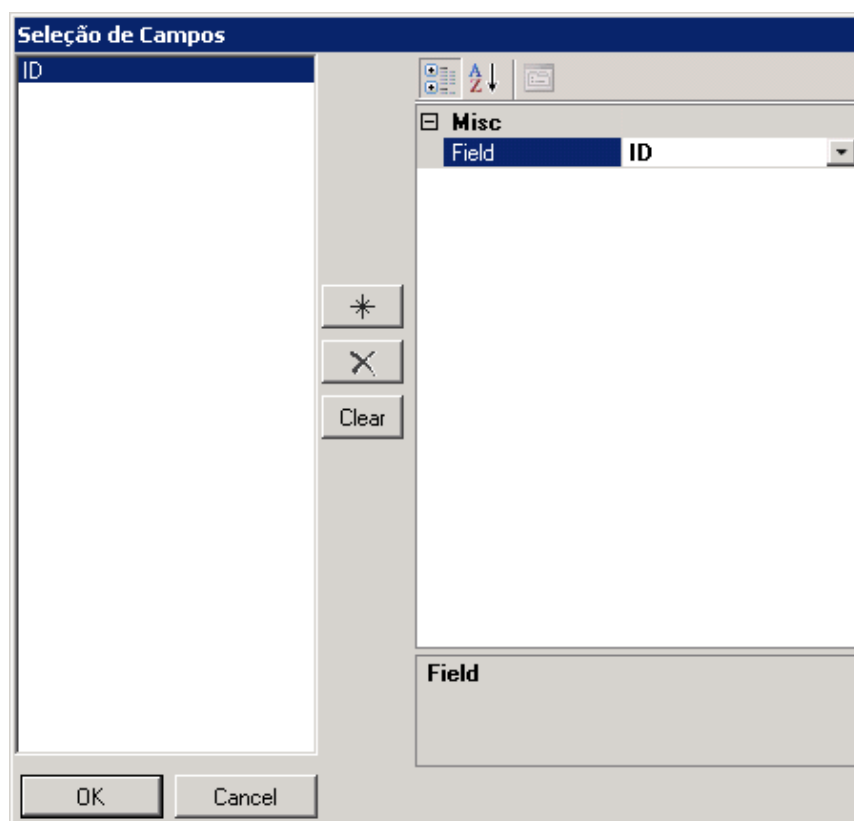 Seleção de Campos
ID
Misc
Field ID
Clear
Field
OK Cancel